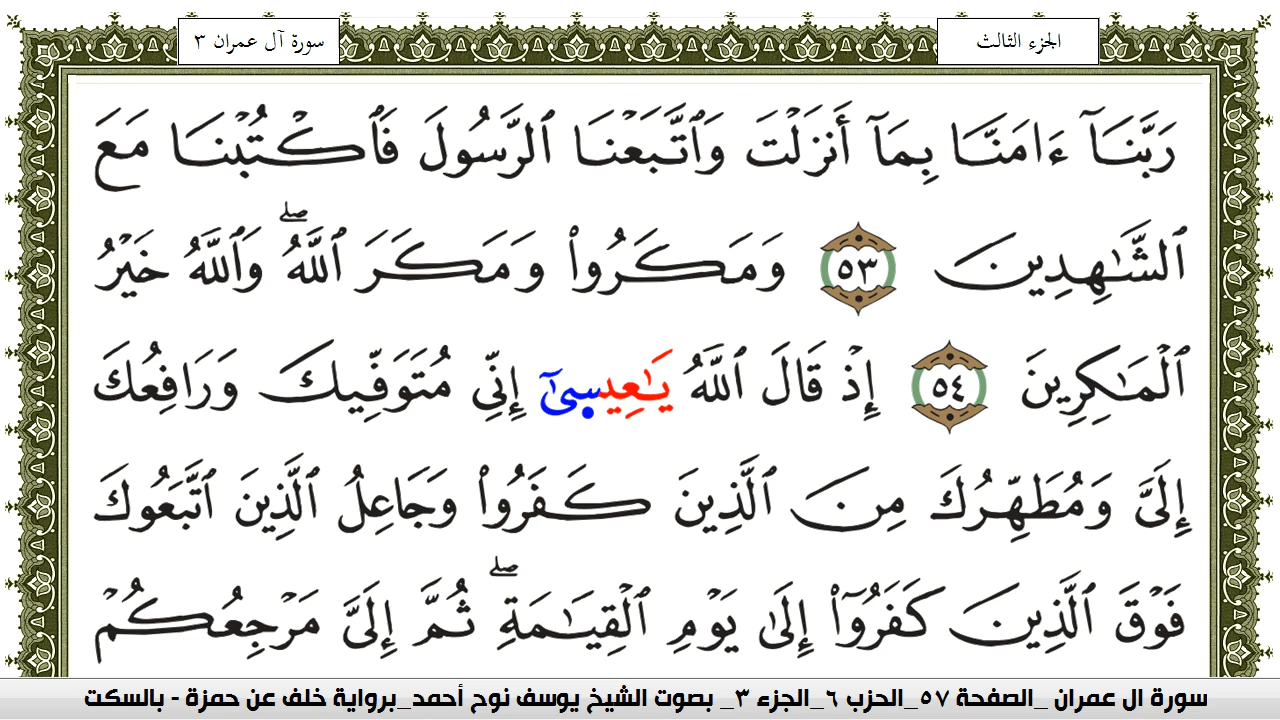 الجزء الثالث
سورة آل عمران ٣
رَبَّنَآ ءَامَنَّا بِمَآ أَنزَلْتَ وَٱتَّبَعْنَا ٱلرَّسُولَ فَٱكْتُبْنَا مَعَ
ٱلشَّٰهِدِينَ ٥٣ وَمَكَرُوا۟ وَمَكَرَ ٱللَّهُۖ وَٱللَّهُ خَيْرُ
ٱلْمَٰكِرِينَ ٥٤ إِذْ قَالَ ٱللَّهُ يَٰعِيسَىٰٓ إِنِّي مُتَوَفِّيكَ وَرَافِعُكَ
إِلَىَّ وَمُطَهِّرُكَ مِنَ ٱلَّذِينَ كَفَرُوا۟ وَجَاعِلُ ٱلَّذِينَ ٱتَّبَعُوكَ
فَوْقَ ٱلَّذِينَ كَفَرُوٓا۟ إِلَىٰ يَوْمِ ٱلْقِيَٰمَةِۖ ثُمَّ إِلَىَّ مَرْجِعُكُمْ
سورة ال عمران _الصفحة ٥٧_الحزب ٦_الجزء ٣_ بصوت الشيخ يوسف نوح أحمد_برواية خلف عن حمزة - بالسكت